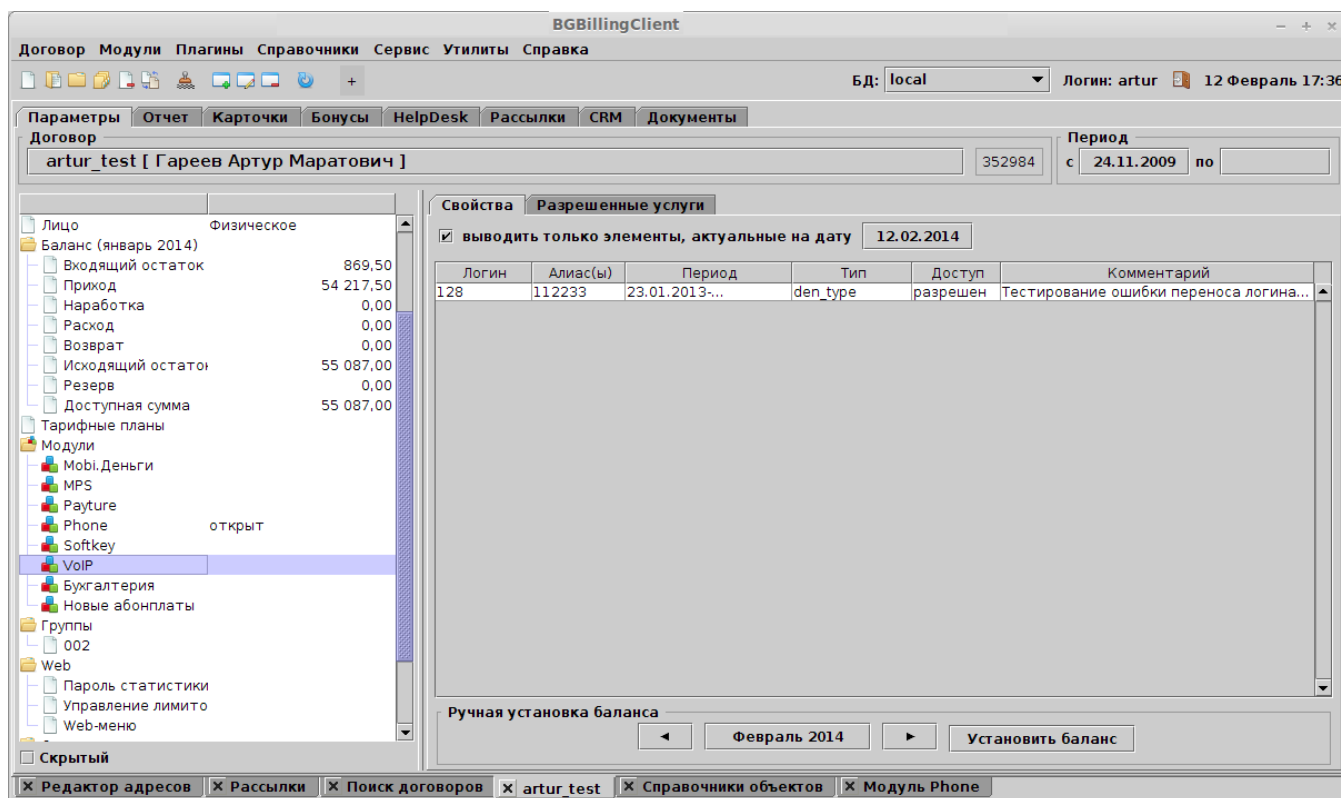 BGBillingClient
Договор Модули Плагины Справочники Сервис Утилиты Справка
+ БД: local Логин: artur 12 Февраль 17:36
Параметры Отчет Карточки Бонусы HelpDesk Рассылки CRM Документы
Договор
artur_test [ Гареев Артур Маратович ] 352984
Период
с 24.11.2009 по
Лицо Физическое
Баланс (январь 2014)
Входящий остаток 869,50
Приход 54 217,50
Наработка 0,00
Расход 0,00
Возврат 0,00
Исходящий остато 55 087,00
Резерв 0,00
Доступная сумма 55 087,00
Тарифные планы
Модули
Mobi.Деньги
MPS
Payture
Phone открыт
Softkey
VoIP
Бухгалтерия
Новые абонплаты
Группы
002
Web
Пароль статистики
Управление лимито
Web-меню
Скрытый
Свойства Разрешенные услуги
выводить только элементы, актуальные на дату 12.02.2014
Логин Алиас(ы) Период Тип Доступ Комментарий
128 112233 23.01.2013-... den_type разрешен Тестирование ошибки переноса логина...
Ручная установка баланса
Февраль 2014 Установить баланс
Редактор адресов Рассылки Поиск договоров artur_test Справочники объектов Модуль Phone